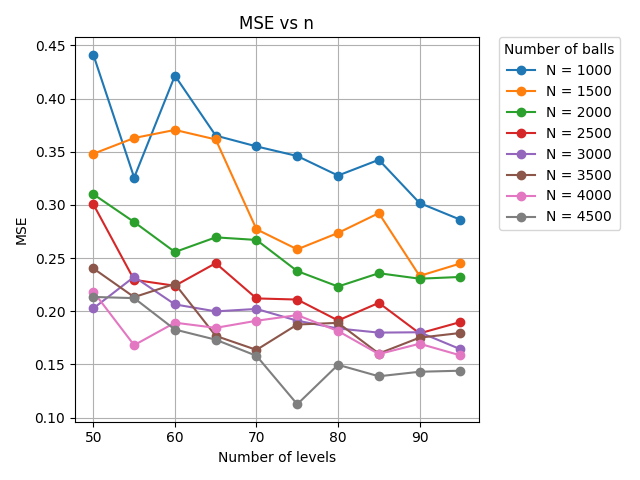 MSE vs n
Number of balls
N = 1000
N = 1500
N = 2000
N = 2500
N = 3000
N = 3500
N = 4000
N = 4500
MSE
0.45
0.40
0.35
0.30
0.25
0.20
0.15
0.10
50 60 70 80 90
Number of levels